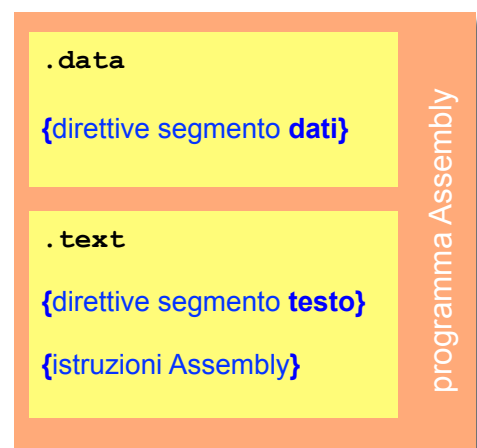 .data
{direttive segmento dati}
.text
{direttive segmento testo}
{istruzioni Assembly}
programma Assembly